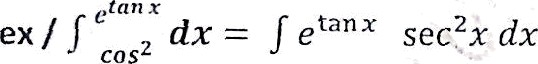 ex / ∫ e^tan x / cos² dx = ∫ e^tan x sec²x dx